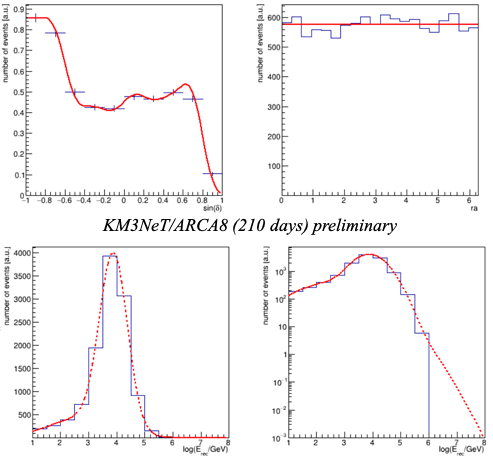 number of events [a.u.]
0.9
0.8
0.7
0.6
0.5
0.4
0.3
0.2
0.1
0
−1 −0.8 −0.6 −0.4 −0.2 0 0.2 0.4 0.6 0.8 1
sin(δ)
number of events [a.u.]
600
500
400
300
200
100
0 1 2 3 4 5 6
ra
KM3NeT/ARCA8 (210 days) preliminary
number of events [a.u.]
4000
3500
3000
2500
2000
1500
1000
500
1 2 3 4 5 6 7 8
log(E_rec/GeV)
number of events [a.u.]
10^3
10^2
10
1
10^−1
10^−2
10^−3
1 2 3 4 5 6 7 8
log(E_rec/GeV)